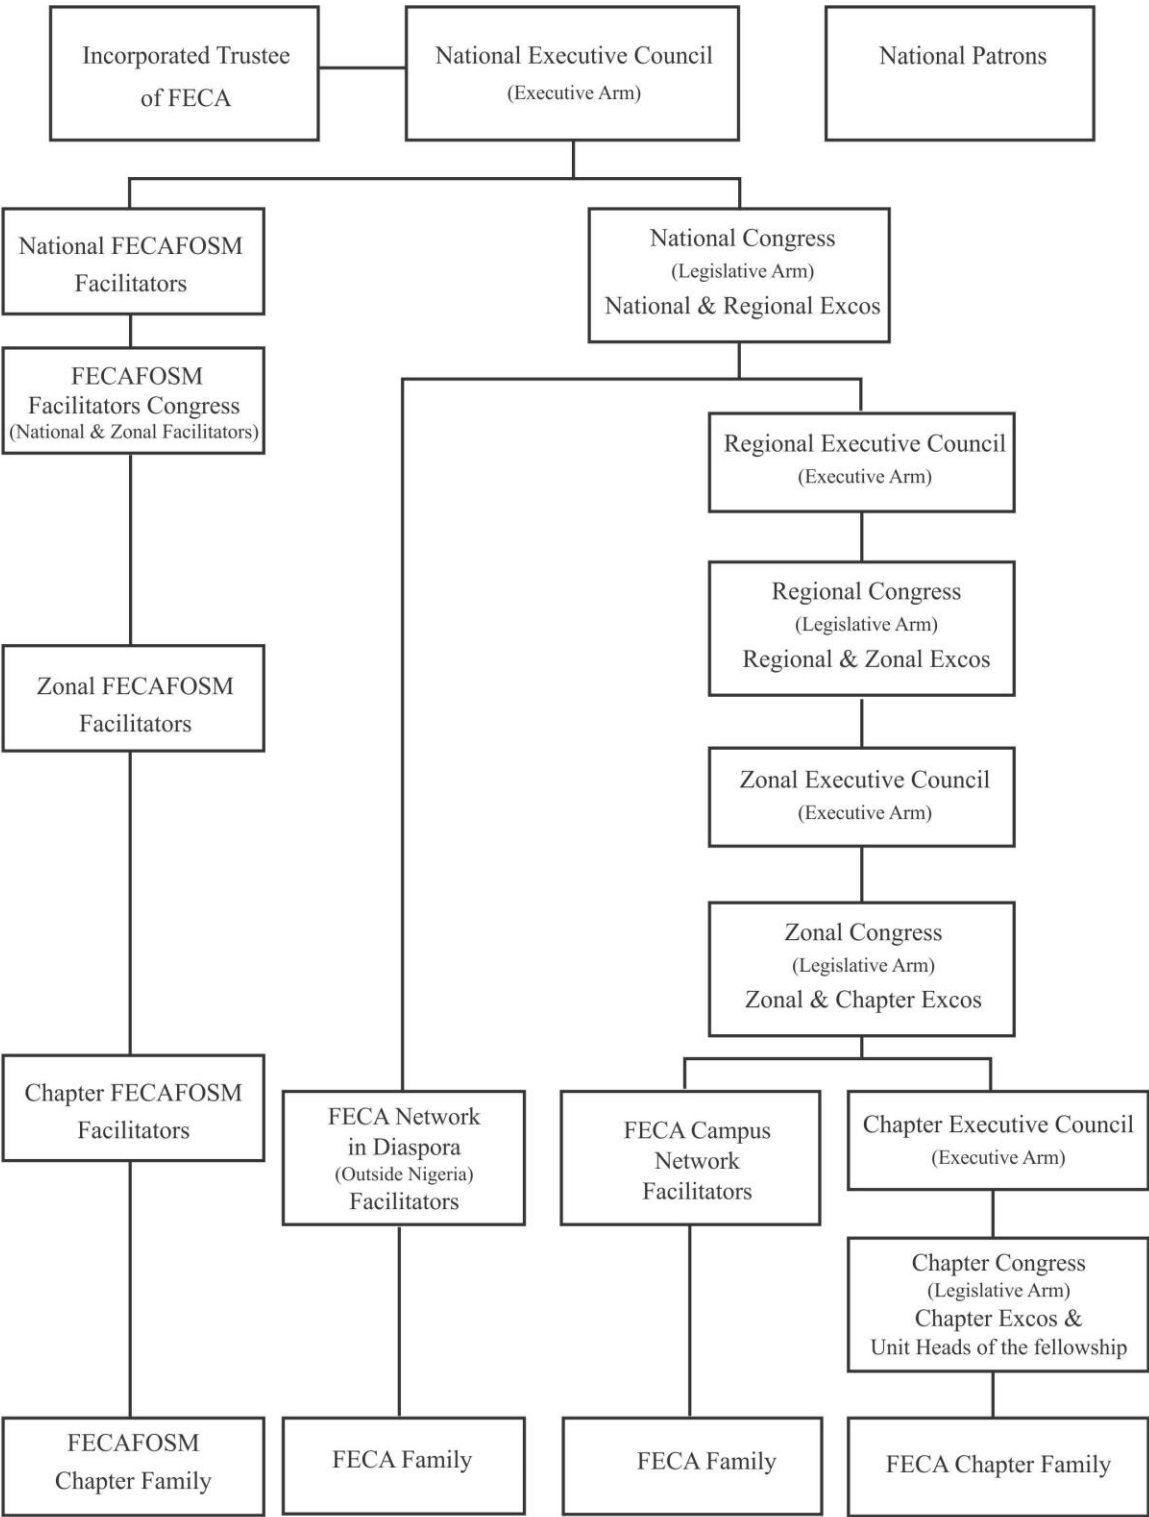 Incorporated Trustee
of FECA
National Executive Council
(Executive Arm)
National Patrons
National FECAFOSM
Facilitators
National Congress
(Legislative Arm)
National & Regional Excos
FECAFOSM
Facilitators Congress
(National & Zonal Facilitators)
Regional Executive Council
(Executive Arm)
Regional Congress
(Legislative Arm)
Regional & Zonal Excos
Zonal FECAFOSM
Facilitators
Zonal Executive Council
(Executive Arm)
Zonal Congress
(Legislative Arm)
Zonal & Chapter Excos
Chapter FECAFOSM
Facilitators
FECA Network
in Diaspora
(Outside Nigeria)
Facilitators
FECA Campus
Network
Facilitators
Chapter Executive Council
(Executive Arm)
Chapter Congress
(Legislative Arm)
Chapter Excos &
Unit Heads of the fellowship
FECAFOSM
Chapter Family
FECA Family
FECA Family
FECA Chapter Family